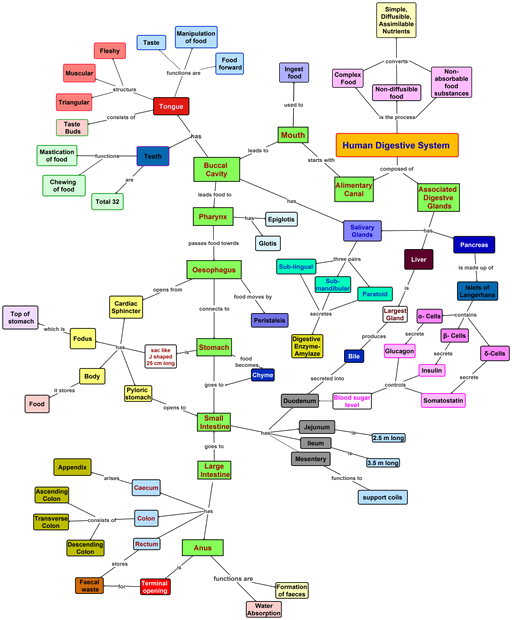 Simple,
Diffusible,
Assimilable
Nutrients
Manipulation
of food
Taste
Food
forward
Fleshy
functions are
converts
Ingest
food
Complex
Food
Non-diffusible
food
Non-
absorbable
food substances
Muscular
structure
Triangular
Tongue
used to
is the process
consists of
Taste
Buds
has
Mouth
Human Digestive System
Mastication
of food
functions
Teeth
leads to
starts with
composed of
Chewing
of food
are
Buccal
Cavity
Alimentary
Canal
Associated
Digestve
Glands
Total 32
leads food to
has
Pharynx
has
Epiglotis
Glotis
Salivary
Glands
has
Pancreas
passes food towrds
three pairs
Liver
is made up of
Oesophagus
Sub-lingual
Sub-
mandibular
Paratoid
is
Islets of
Langerhans
opens from
food moves by
Cardiac
Sphincter
Peristalsis
secretes
Largest
Gland
α- Cells
contains
Top of
stomach
which is
Fodus
connects to
Digestive
Enzyme-
Amylaze
produces
secrete
β- Cells
has
sac like
J shaped
25 cm long
is
Stomach
Bile
Glucagon
secrete
δ-Cells
food
becomes
Body
goes to
Chyme
secreted into
Insulin
secrete
it stores
Pyloric
stomach
controls
Food
opens to
Duodenum
Blood sugar
level
Somatostatin
Small
Intestine
has
Jejunum
is
2.5 m long
Ileum
is
3.5 m long
Mesentery
goes to
functions to
Large
Intestine
support coils
Appendix
arises
Caecum
Ascending
Colon
Transverse
Colon
consists of
Colon
has
Descending
Colon
Rectum
stores
Anus
Faecal
waste
for
Terminal
opening
is
functions are
Formation
of faeces
Water
Absorption